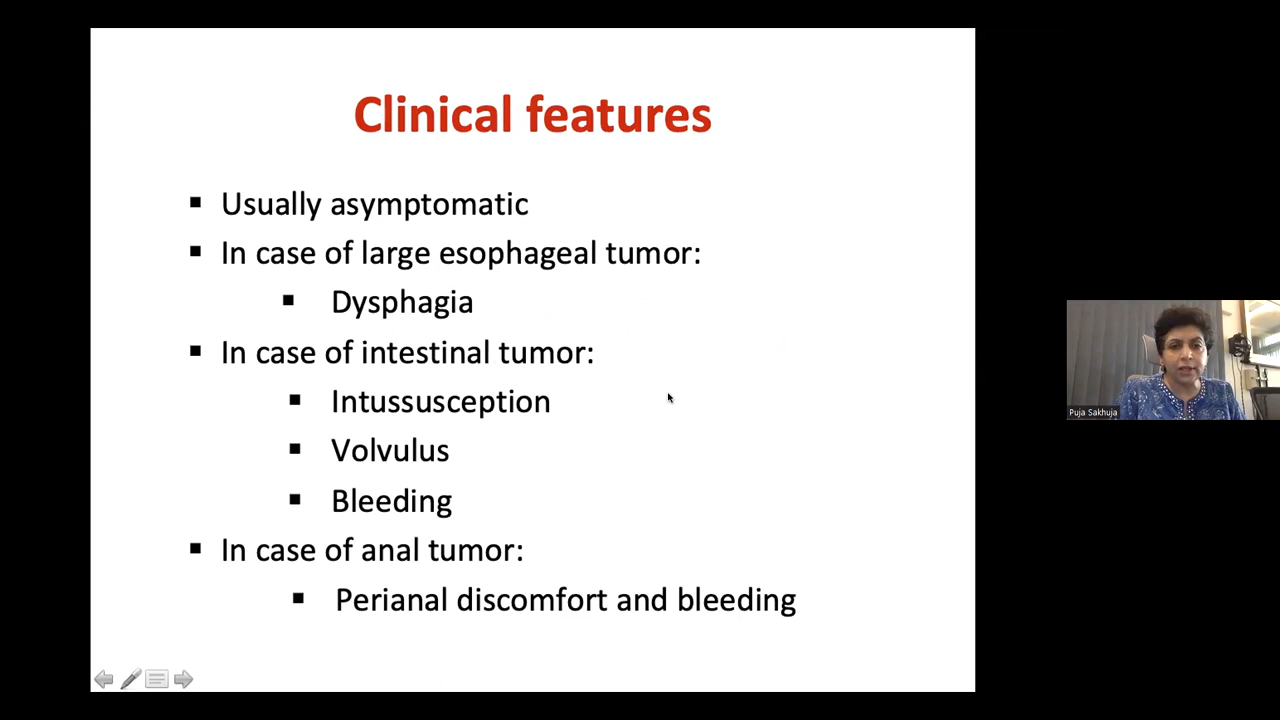 Clinical features
▪ Usually asymptomatic
▪ In case of large esophageal tumor:
▪ Dysphagia
▪ In case of intestinal tumor:
▪ Intussusception
▪ Volvulus
▪ Bleeding
▪ In case of anal tumor:
▪ Perianal discomfort and bleeding
Puja Sakhuja